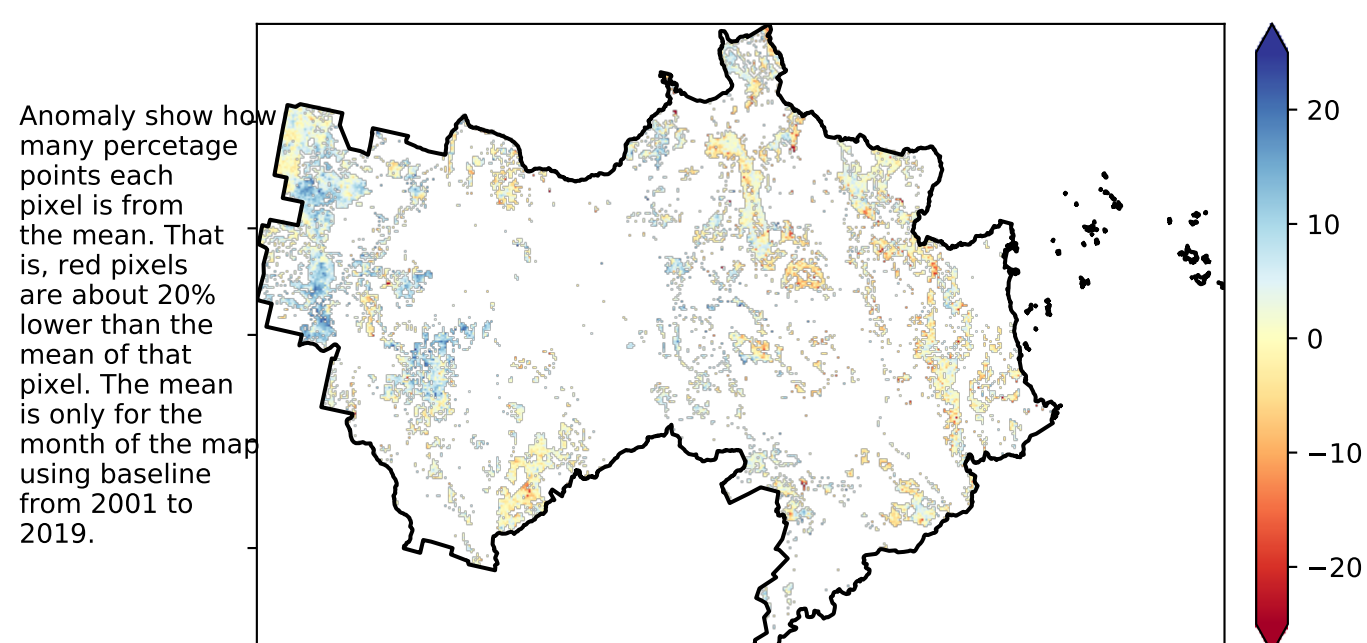 Anomaly show how
many percetage
points each
pixel is from
the mean. That
is, red pixels
are about 20%
lower than the
mean of that
pixel. The mean
is only for the
month of the map
using baseline
from 2001 to
2019.
20
10
0
−10
−20